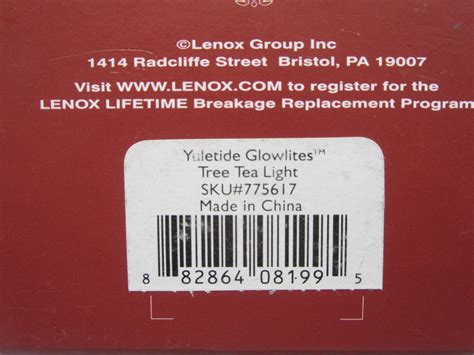 ©Lenox Group Inc
1414 Radcliffe Street Bristol, PA 19007
Visit WWW.LENOX.COM to register for the
LENOX LIFETIME Breakage Replacement Program
Yuletide Glowlites™
Tree Tea Light
SKU#775617
Made in China
8 82864 08199 5